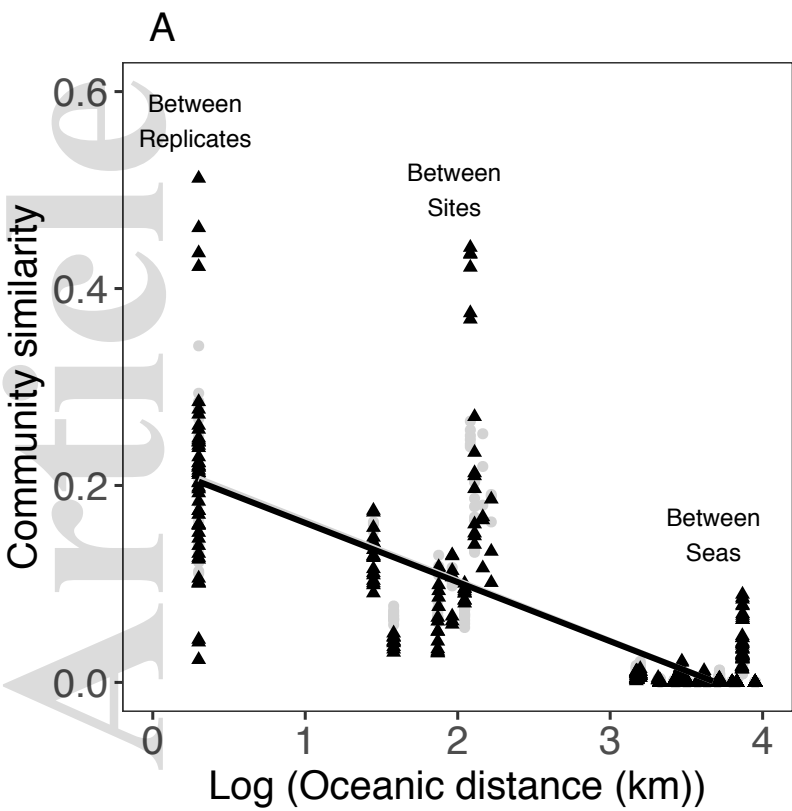 A
Between
Replicates
Between
Sites
Between
Seas
0.6
0.4
0.2
0.0
Community similarity
0
1
2
3
4
Log (Oceanic distance (km))
Article